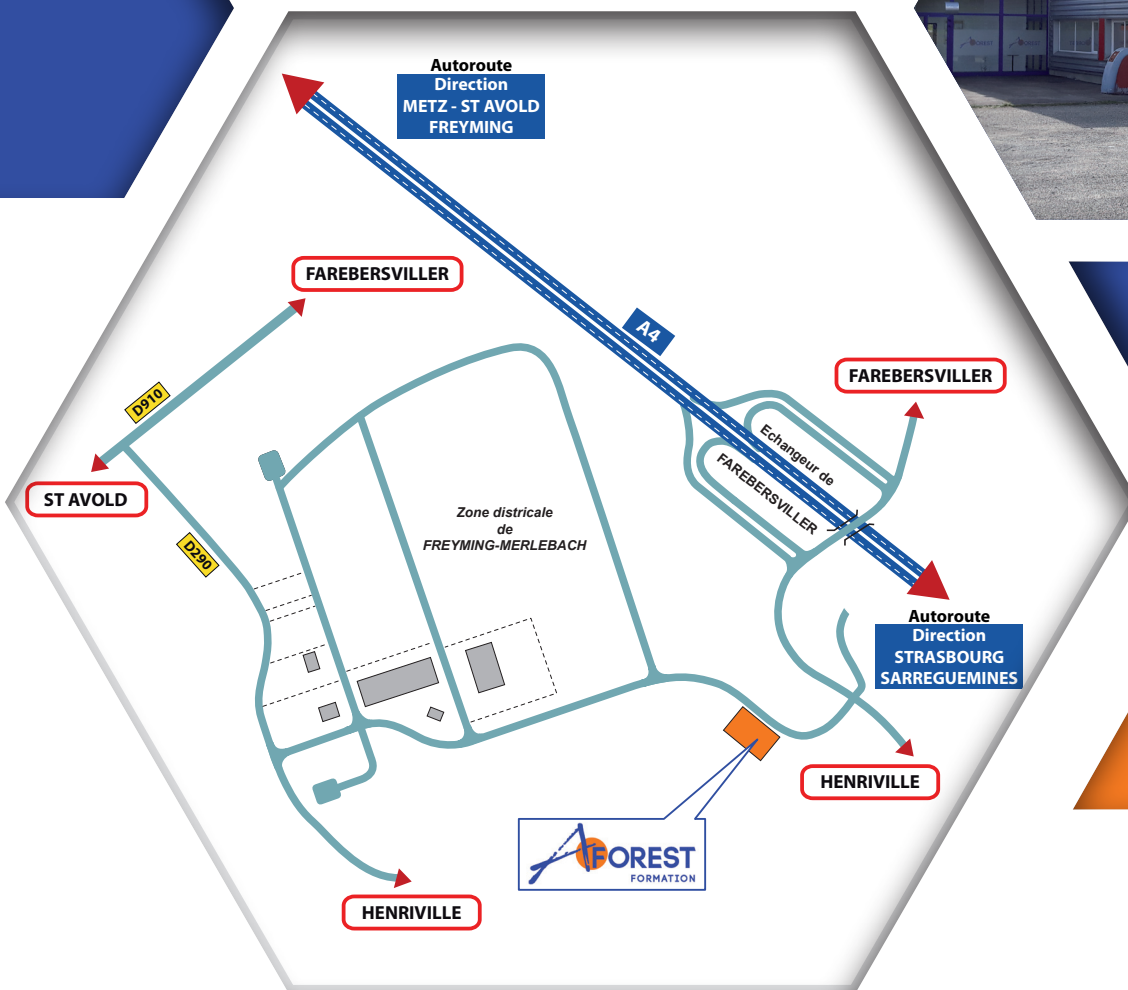 Autoroute
Direction
METZ - ST AVOLD
FREYMING
FAREBERSVILLER
A4
FAREBERSVILLER
D910
Echangeur de
FAREBERSVILLER
ST AVOLD
Zone districale
de
FREYMING-MERLEBACH
D290
Autoroute
Direction
STRASBOURG
SARREGUEMINES
HENRIVILLE
AFOREST
FORMATION
HENRIVILLE